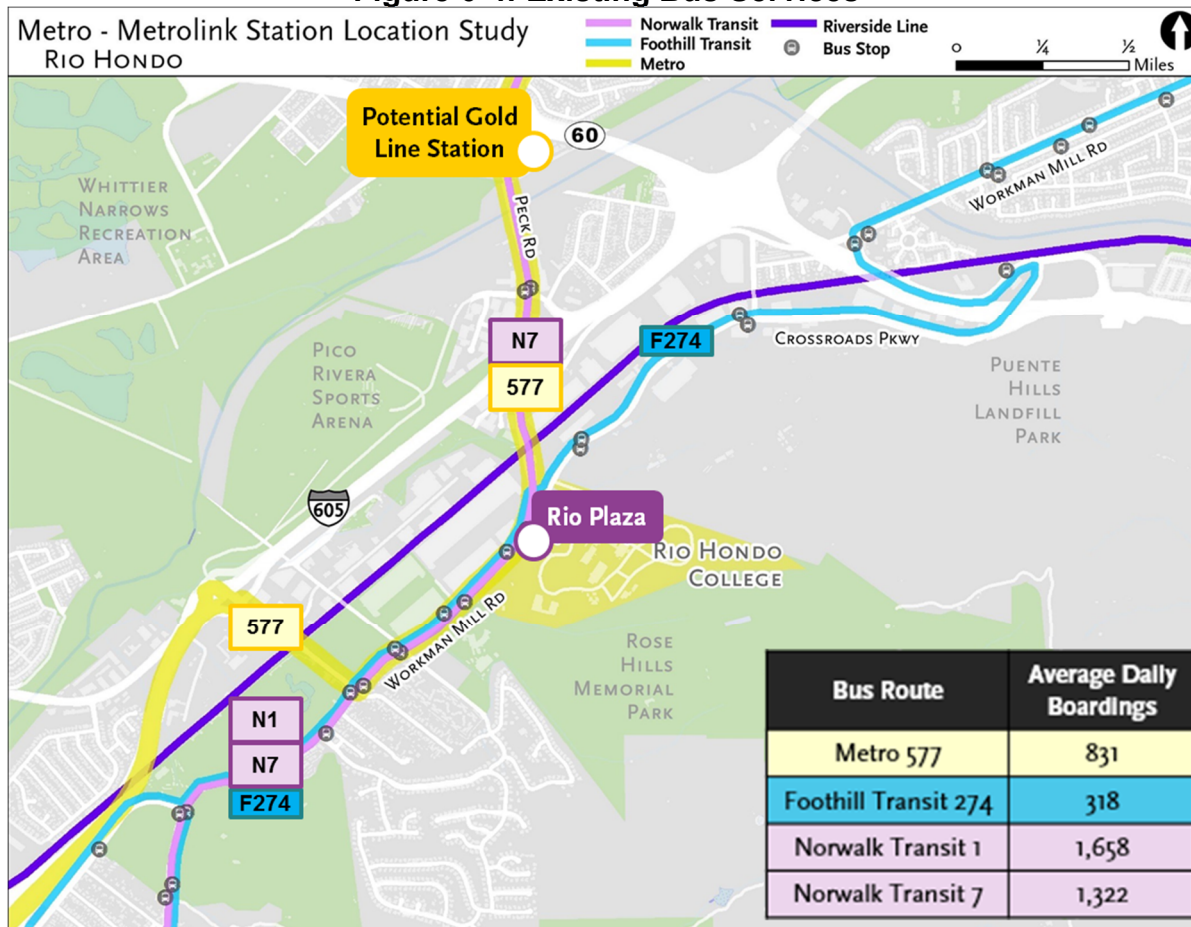 Figure Existing Bus Services
Metro - Metrolink Station Location Study
RIO HONDO
Norwalk Transit
Foothill Transit
Metro
Riverside Line
Bus Stop
0 ¼ ½
Miles
Potential Gold
Line Station
60
WHITTIER
NARROWS
RECREATION
AREA
PECK RD
WORKMAN MILL RD
N7
577
F274
CROSSROADS PKWY
PICO
RIVERA
SPORTS
ARENA
PUENTE
HILLS
LANDFILL
PARK
605
Rio Plaza
RIO HONDO
COLLEGE
577
WORKMAN MILL RD
ROSE
HILLS
MEMORIAL
PARK
N1
N7
F274
Bus Route Average Daily
Boardings
Metro 577 831
Foothill Transit 274 318
Norwalk Transit 1 1,658
Norwalk Transit 7 1,322